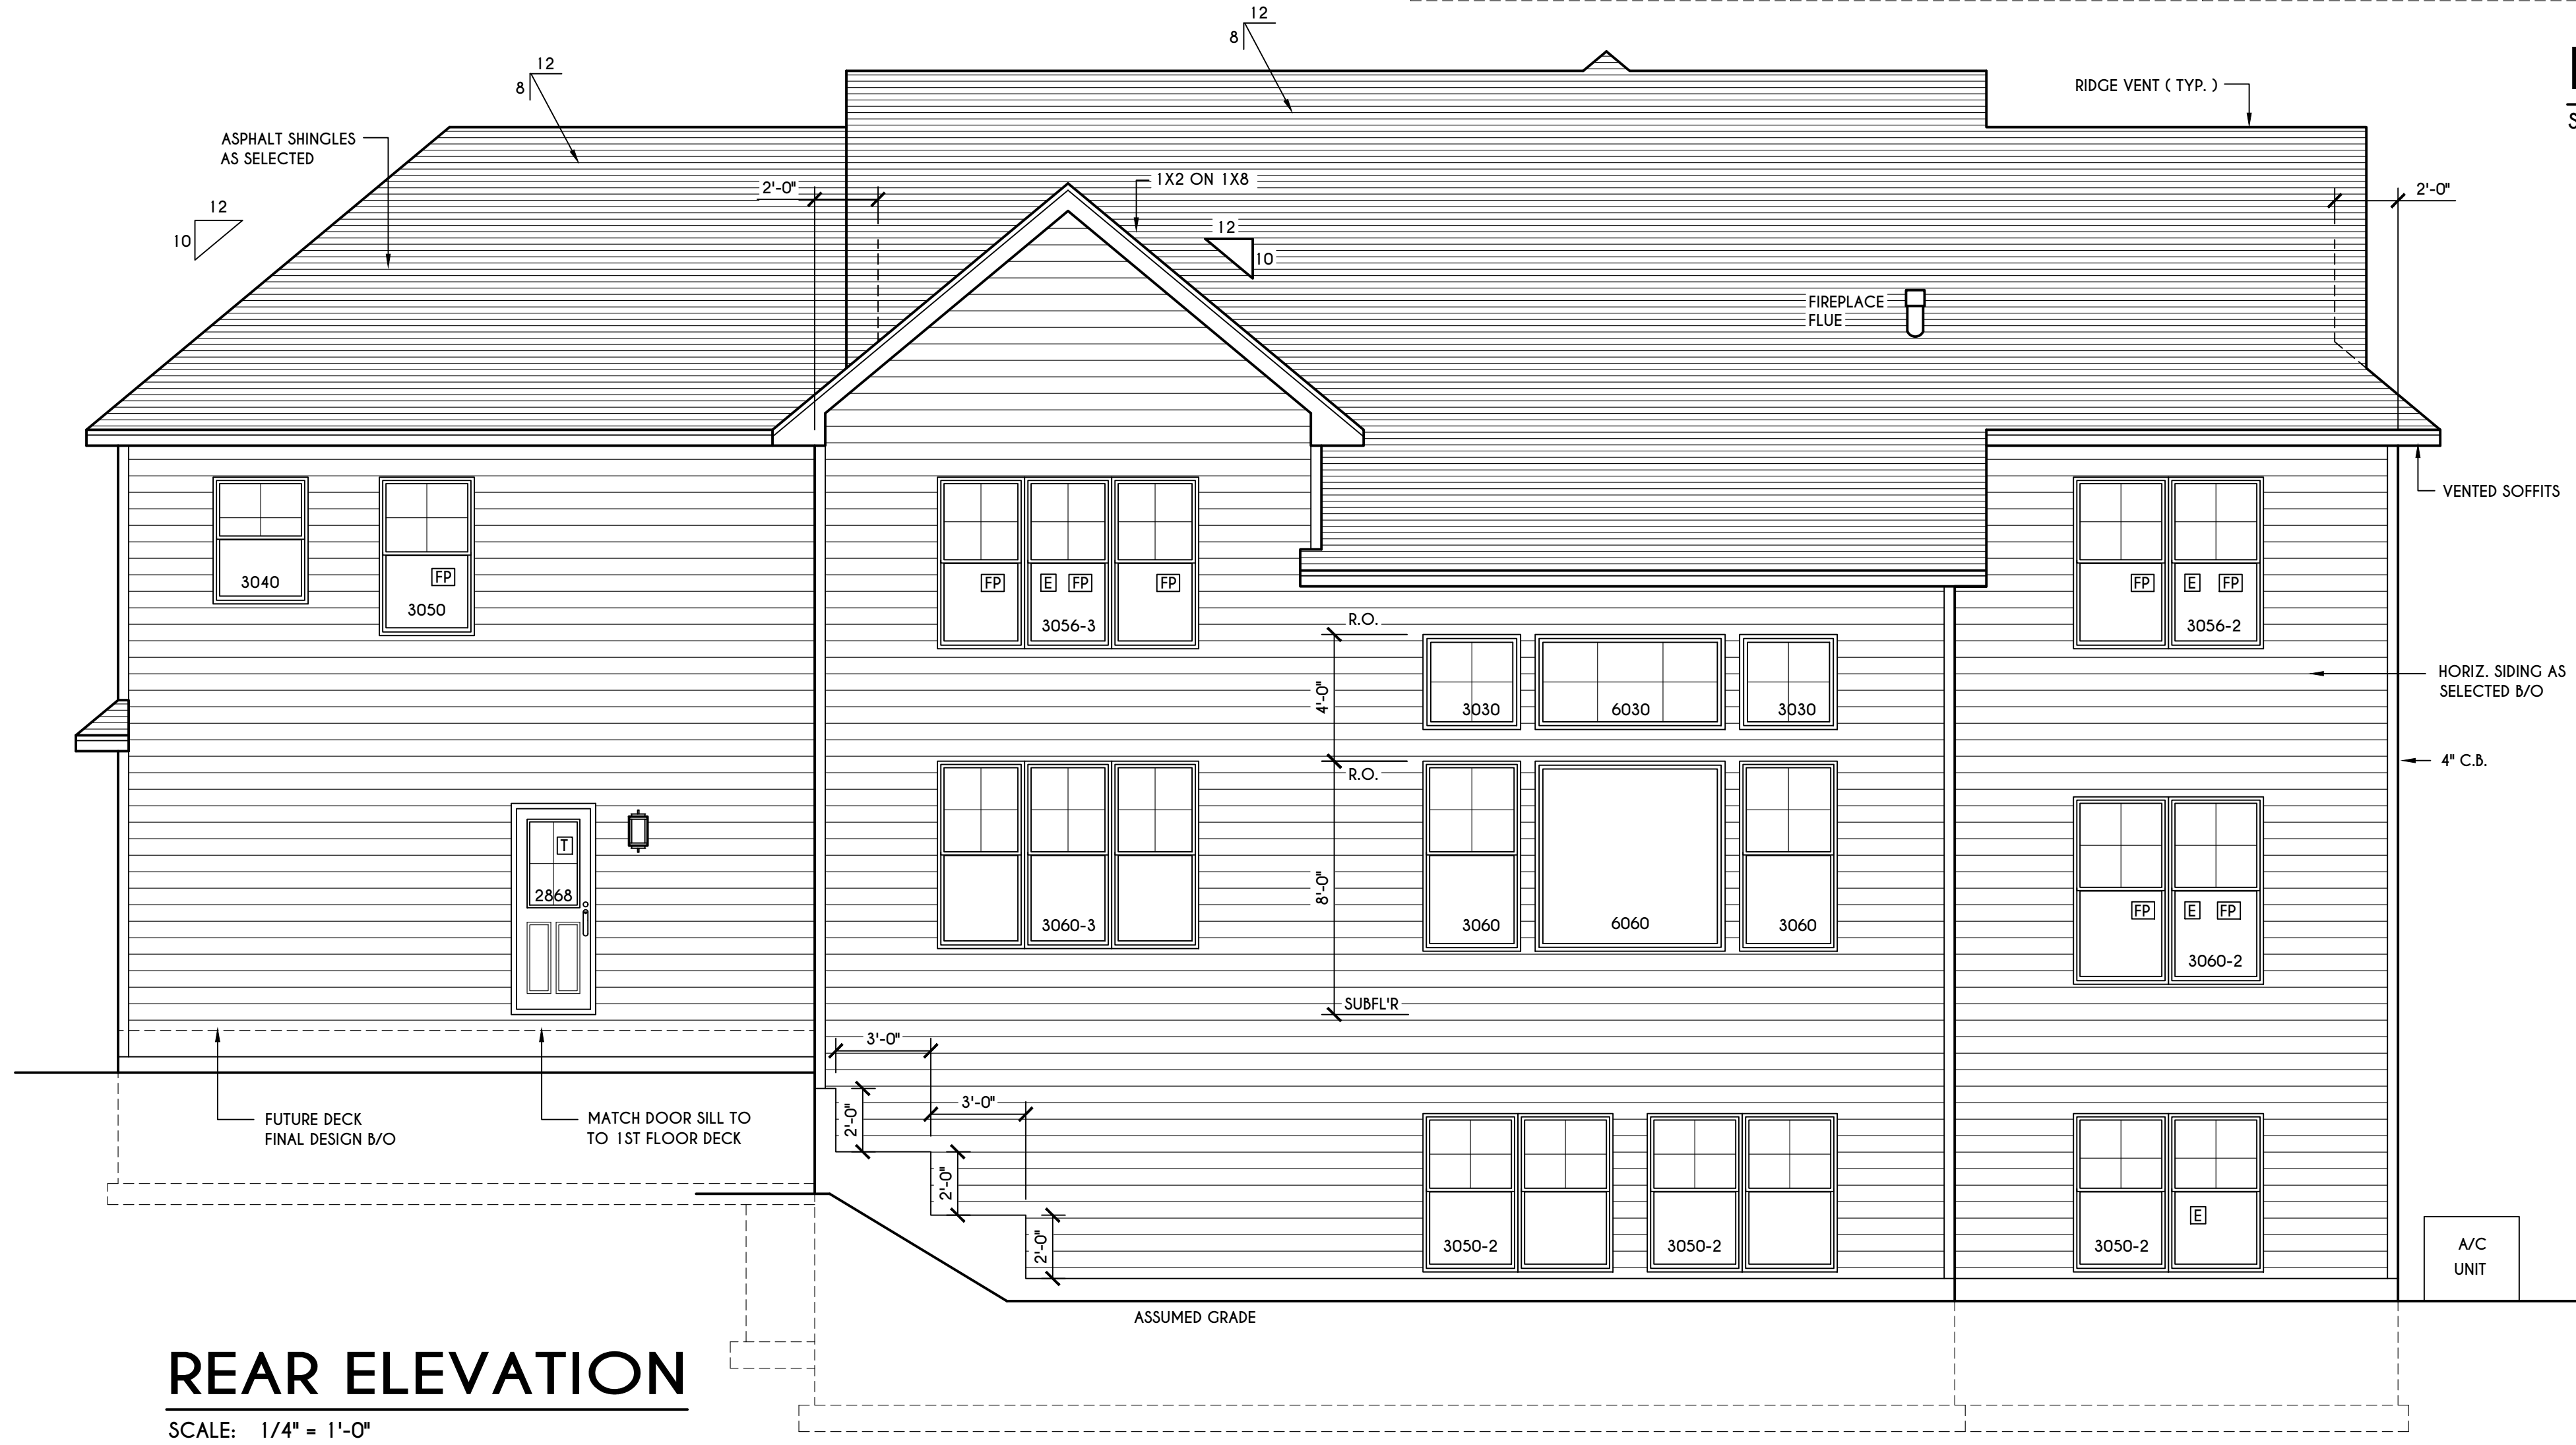 12
8
12
8
RIDGE VENT ( TYP. )
S
ASPHALT SHINGLES
AS SELECTED
1X2 ON 1X8
2'-0"
2'-0"
12
10
12
10
FIREPLACE
FLUE
VENTED SOFFITS
3040
FP
3050
FP
E
FP
FP
3056-3
FP
E
FP
3056-2
R.O.
4'-0"
3030
6030
3030
HORIZ. SIDING AS
SELECTED B/O
R.O.
4" C.B.
T
2868
8'-0"
3060-3
3060
6060
3060
FP
E
FP
3060-2
SUBFL'R
3'-0"
3'-0"
2'-0"
2'-0"
2'-0"
FUTURE DECK
FINAL DESIGN B/O
MATCH DOOR SILL TO
TO 1ST FLOOR DECK
3050-2
3050-2
3050-2
E
A/C
UNIT
ASSUMED GRADE
REAR ELEVATION
SCALE: 1/4" = 1'-0"